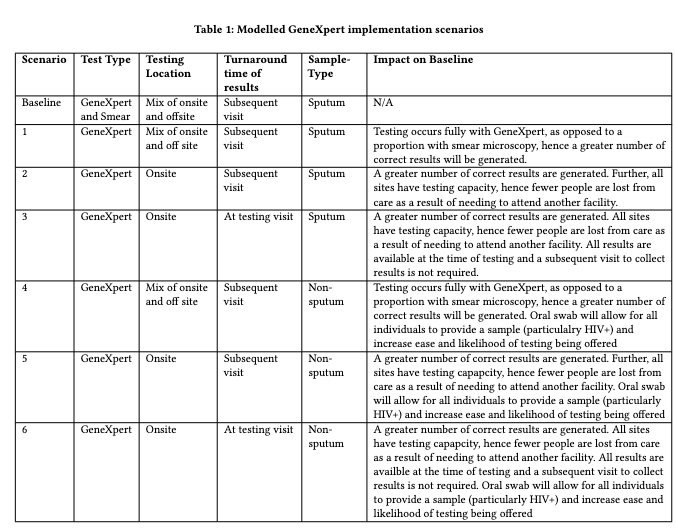 Table 1: Modelled GeneXpert implementation scenarios
Scenario Test Type Testing Location Turnaround time of results Sample-Type Impact on Baseline
Baseline GeneXpert and Smear Mix of onsite and offsite Subsequent visit Sputum N/A
1 GeneXpert Mix of onsite and off site Subsequent visit Sputum Testing occurs fully with GeneXpert, as opposed to a
proportion with smear microscopy, hence a greater number of
correct results will be generated.
2 GeneXpert Onsite Subsequent visit Sputum A greater number of correct results are generated. Further, all
sites have testing capacity, hence fewer people are lost from
care as a result of needing to attend another facility.
3 GeneXpert Onsite At testing visit Sputum A greater number of correct results are generated. All sites
have testing capacity, hence fewer people are lost from care as
a result of needing to attend another facility. All results are
available at the time of testing and a subsequent visit to collect
results is not required.
4 GeneXpert Mix of onsite and off site Subsequent visit Non-sputum Testing occurs fully with GeneXpert, as opposed to a
proportion with smear microscopy, hence a greater number of
correct results will be generated. Oral swab will allow for all
individuals to provide a sample (particulalry HIV+) and
increase ease and likelihood of testing being offered
5 GeneXpert Onsite Subsequent visit Non-sputum A greater number of correct results are generated. Further, all
sites have testing capapcity, hence fewer people are lost from
care as a result of needing to attend another facility. Oral swab
will allow for all individuals to provide a sample (particularly
HIV+) and increase ease and likelihood of testing being offered
6 GeneXpert Onsite At testing visit Non-sputum A greater number of correct results are generated. All sites
have testing capapcity, hence fewer people are lost from care
as a result of needing to attend another facility. All results are
availble at the time of testing and a subsequent visit to collect
results is not required. Oral swab will allow for all individuals
to provide a sample (particularly HIV+) and increase ease and
likelihood of testing being offered